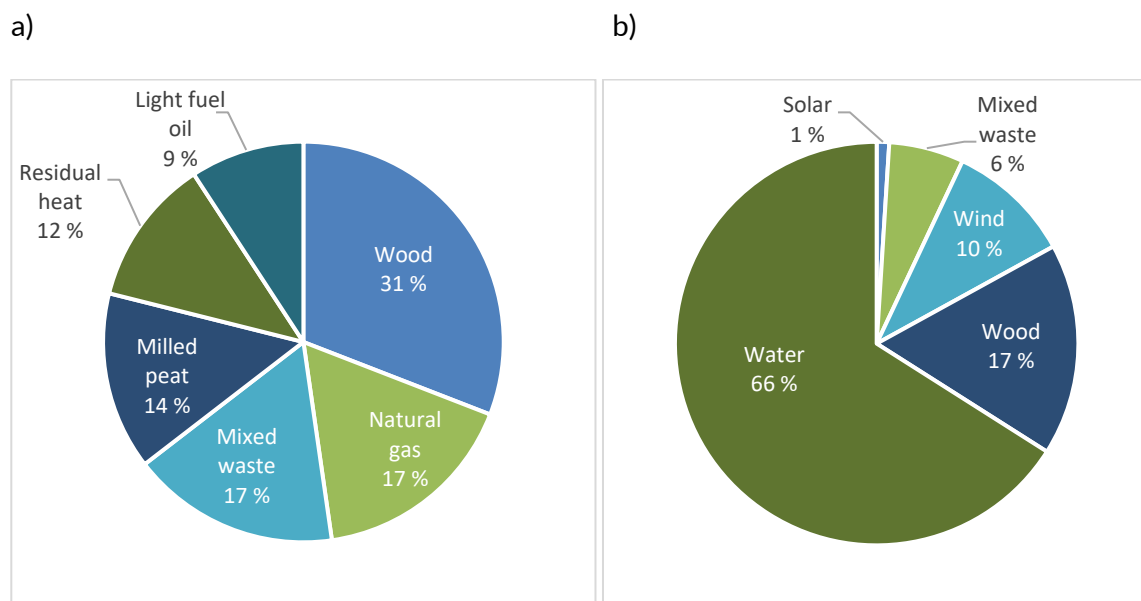 a)
Light fuel
oil
9 %
Residual
heat
12 %
Wood
31 %
Milled
peat
14 %
Natural
gas
17 %
Mixed
waste
17 %
b)
Solar
1 %
Mixed
waste
6 %
Wind
10 %
Wood
17 %
Water
66 %